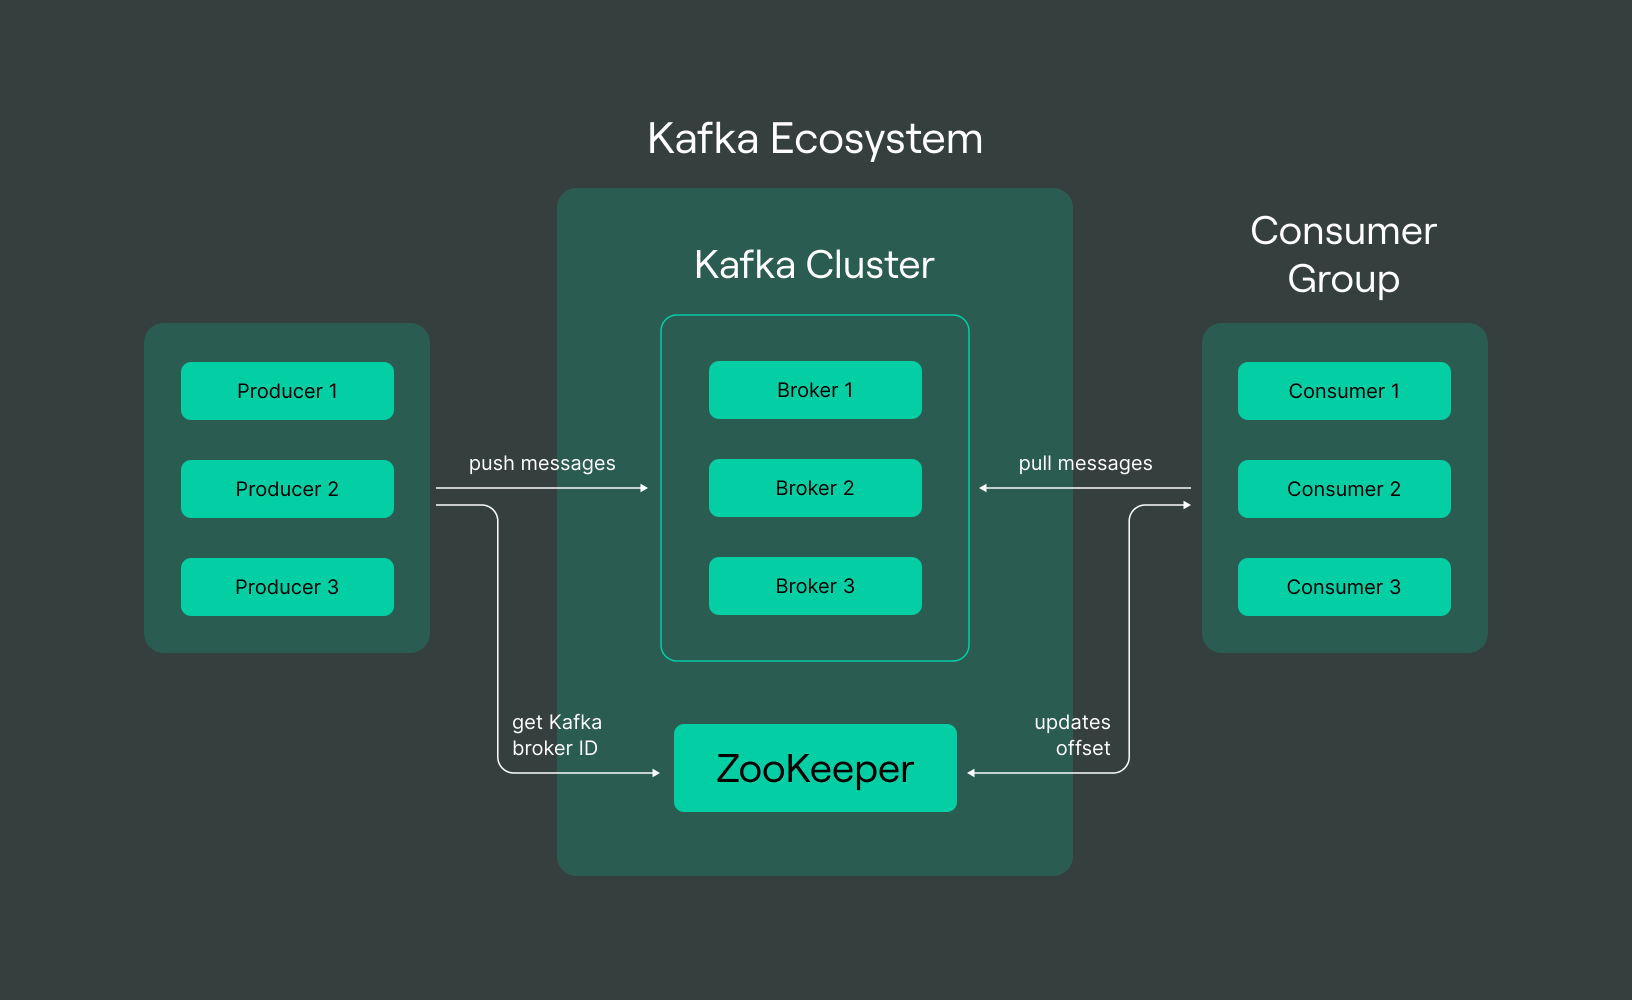 Kafka Ecosystem
Kafka Cluster
Consumer
Group
Producer 1
Producer 2
Producer 3
push messages
get Kafka
broker ID
Broker 1
Broker 2
Broker 3
ZooKeeper
pull messages
updates
offset
Consumer 1
Consumer 2
Consumer 3